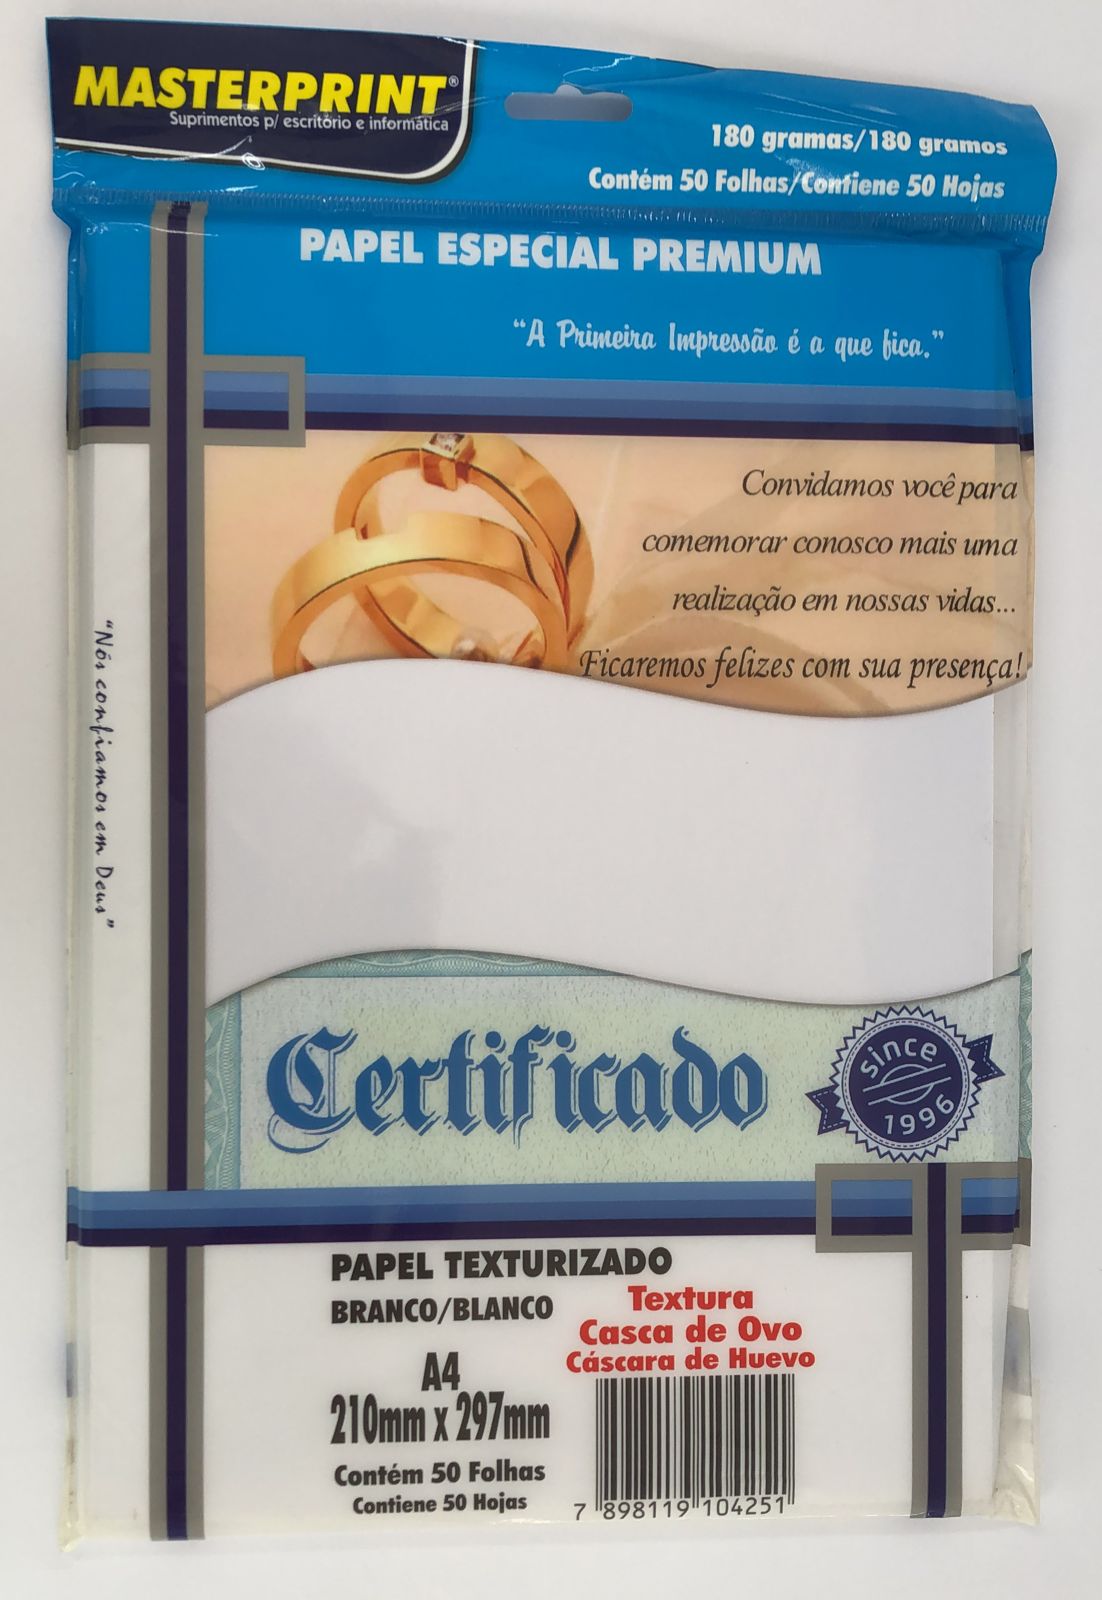 MASTERPRINT®
Suprimentos p/ escritório e informática
180 gramas/180 gramos
Contém 50 Folhas/Contiene 50 Hojas
PAPEL ESPECIAL PREMIUM
“A Primeira Impressão é a que fica.”
Convidamos você para
comemorar conosco mais uma
realização em nossas vidas...
Ficaremos felizes com sua presença!
“Nós confiamos em Deus”
Certificado
since
1996
PAPEL TEXTURIZADO
BRANCO/BLANCO
Textura
Casca de Ovo
Cáscara de Huevo
A4
210mm x 297mm
Contém 50 Folhas
Contiene 50 Hojas
7 898119 104251